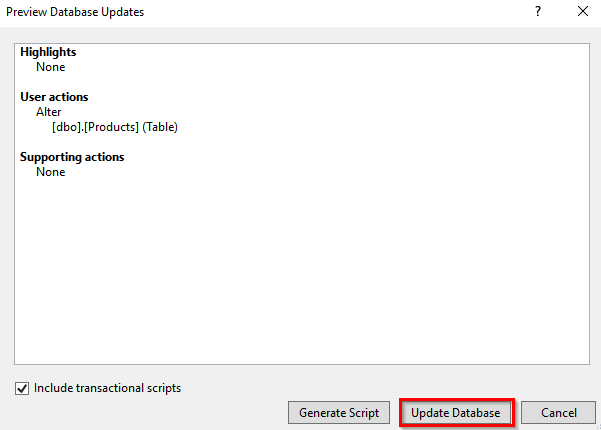 Preview Database Updates ?
Highlights
None
User actions
Alter
[dbo].[Products] (Table)
Supporting actions
None
Include transactional scripts
Generate Script Update Database Cancel